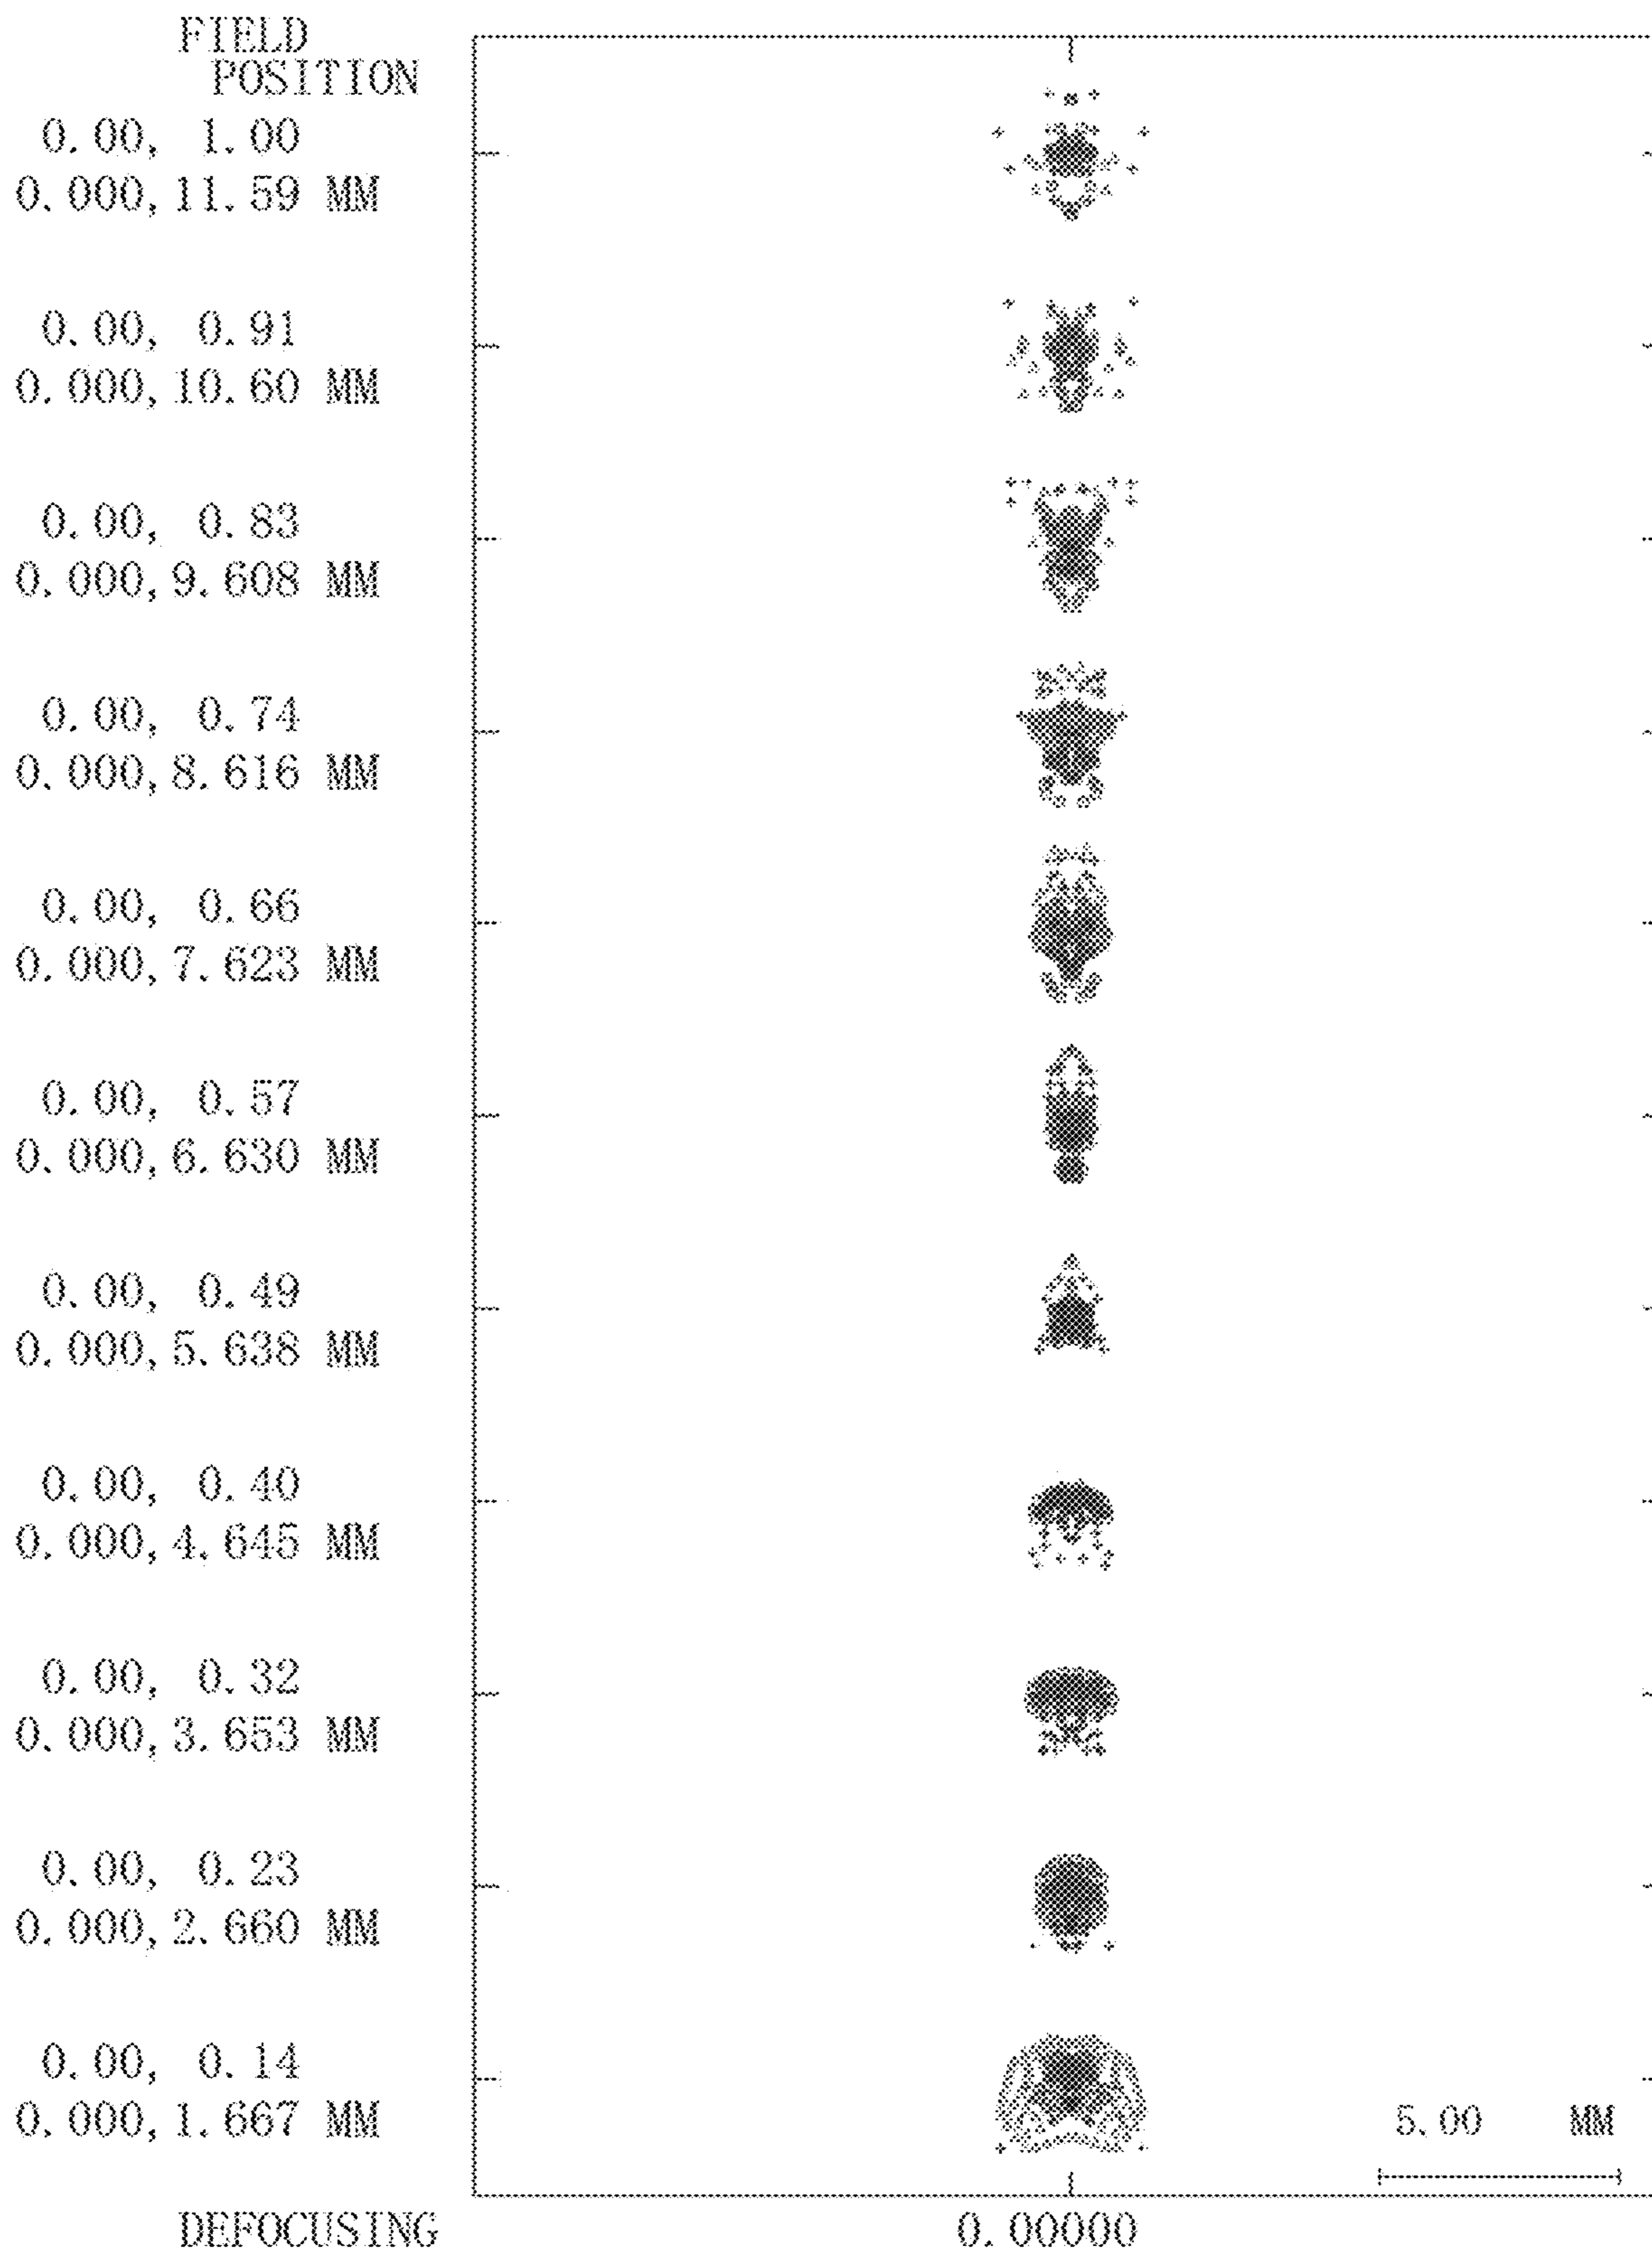 FIELD
POSITION
0.00, 1.00
0.000,11.59 MM
0.00, 0.91
0.000,10.60 MM
0.00, 0.83
0.000,9.608 MM
0.00, 0.74
0.000,8.616 MM
0.00, 0.66
0.000,7.623 MM
0.00, 0.57
0.000,6.630 MM
0.00, 0.49
0.000,5.638 MM
0.00, 0.40
0.000,4.645 MM
0.00, 0.32
0.000,3.653 MM
0.00, 0.23
0.000,2.660 MM
0.00, 0.14
0.000,1.667 MM
5.00 MM
DEFOCUSING 0.00000